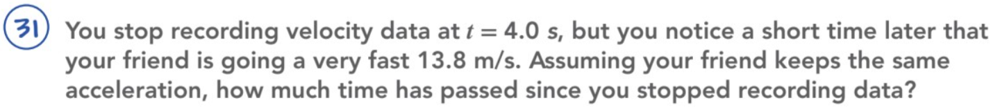 31 You stop recording velocity data at t = 4.0 s, but you notice a short time later that
your friend is going a very fast 13.8 m/s. Assuming your friend keeps the same
acceleration, how much time has passed since you stopped recording data?